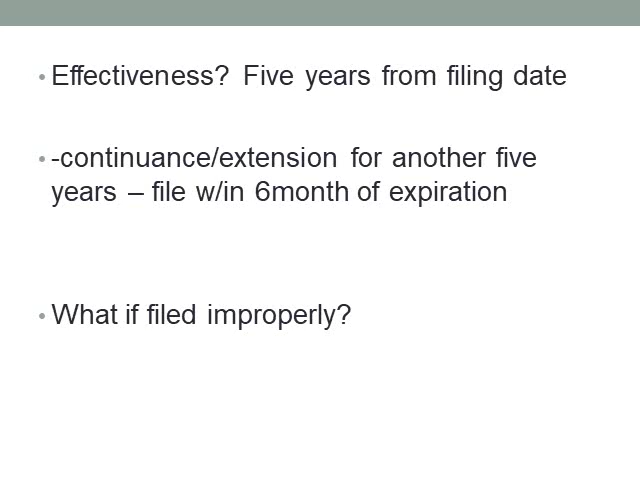 • Effectiveness? Five years from filing date
• -continuance/extension for another five
years – file w/in 6month of expiration
• What if filed improperly?